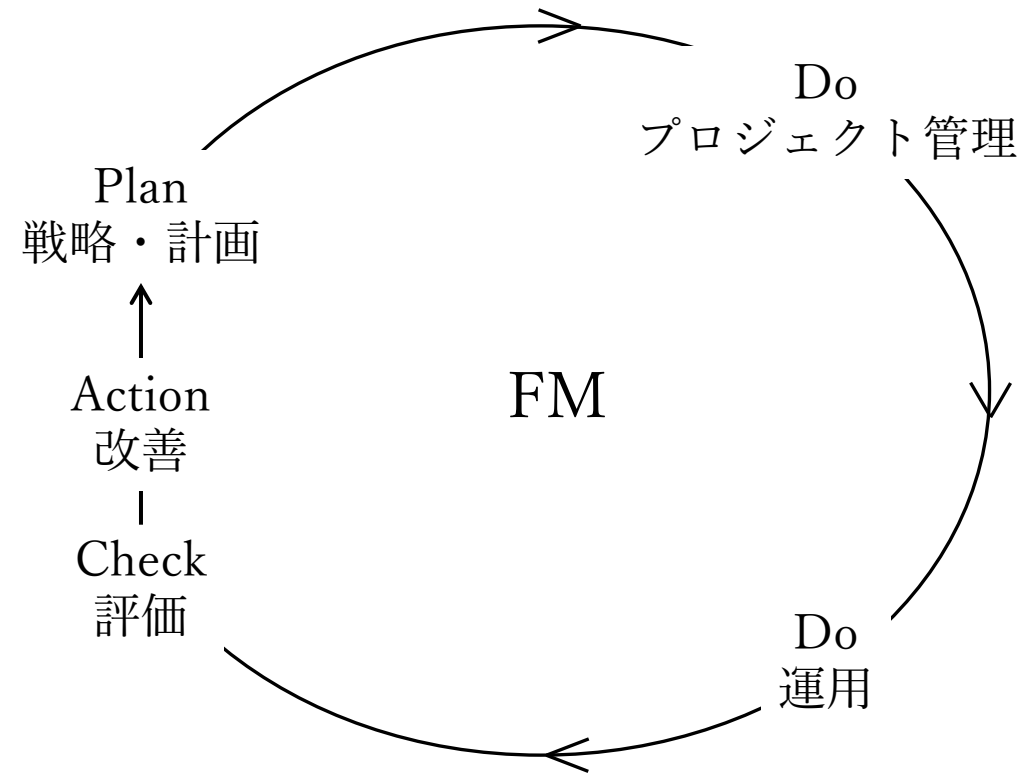 Do
プロジェクト管理
Plan
戦略・計画
Action
改善
FM
Check
評価
Do
運用